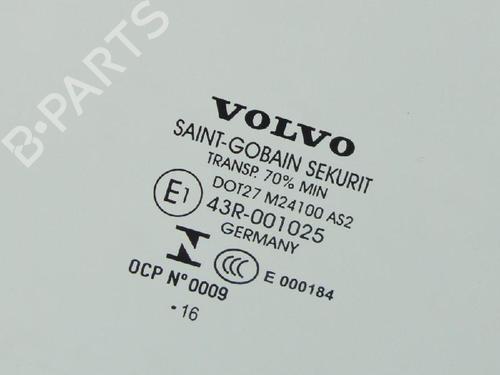 B-PARTS
VOLVO
SAINT-GOBAIN SEKURIT
TRANSP. 70% MIN
DOT27 M24100 AS2
E1 43R-001025
GERMANY
CCC E 000184
OCP N° 0009
· 16